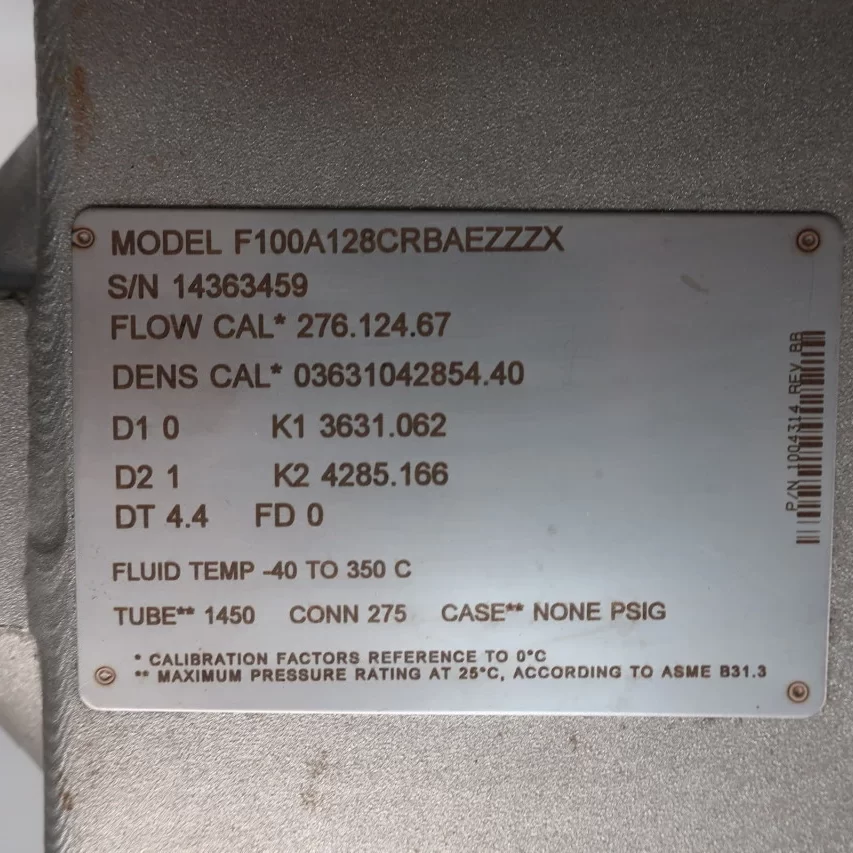 MODEL F100A128CRBAEZZZX
S/N 14363459
FLOW CAL* 276.124.67
DENS CAL* 03631042854.40
D1 0 K1 3631.062
D2 1 K2 4285.166
DT 4.4 FD 0
FLUID TEMP -40 TO 350 C
TUBE** 1450 CONN 275 CASE** NONE PSIG
* CALIBRATION FACTORS REFERENCE TO 0°C
** MAXIMUM PRESSURE RATING AT 25°C, ACCORDING TO ASME B31.3
P/N 1004314 REV BB